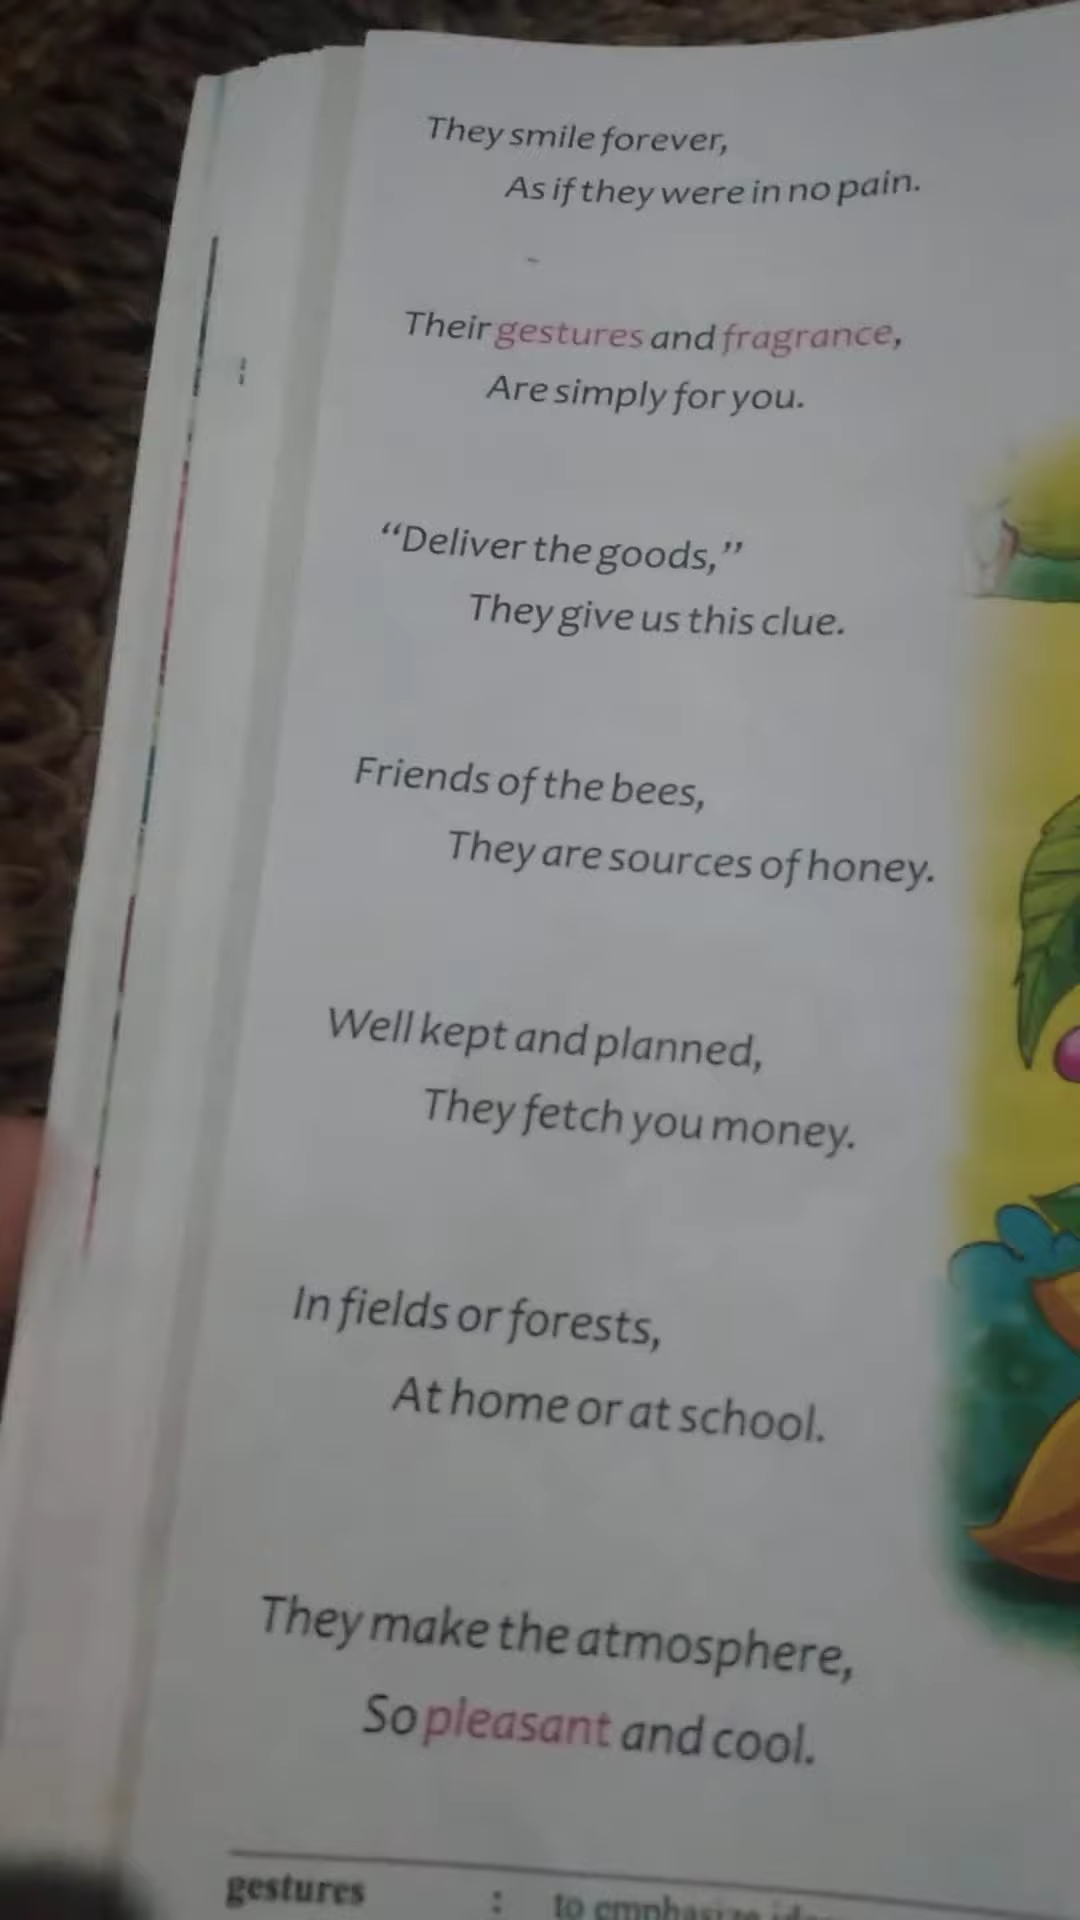 They smile forever,
As if they were in no pain.
Their gestures and fragrance,
Are simply for you.
“Deliver the goods,”
They give us this clue.
Friends of the bees,
They are sources of honey.
Well kept and planned,
They fetch you money.
In fields or forests,
At home or at school.
They make the atmosphere,
So pleasant and cool.
gestures : to emphasize